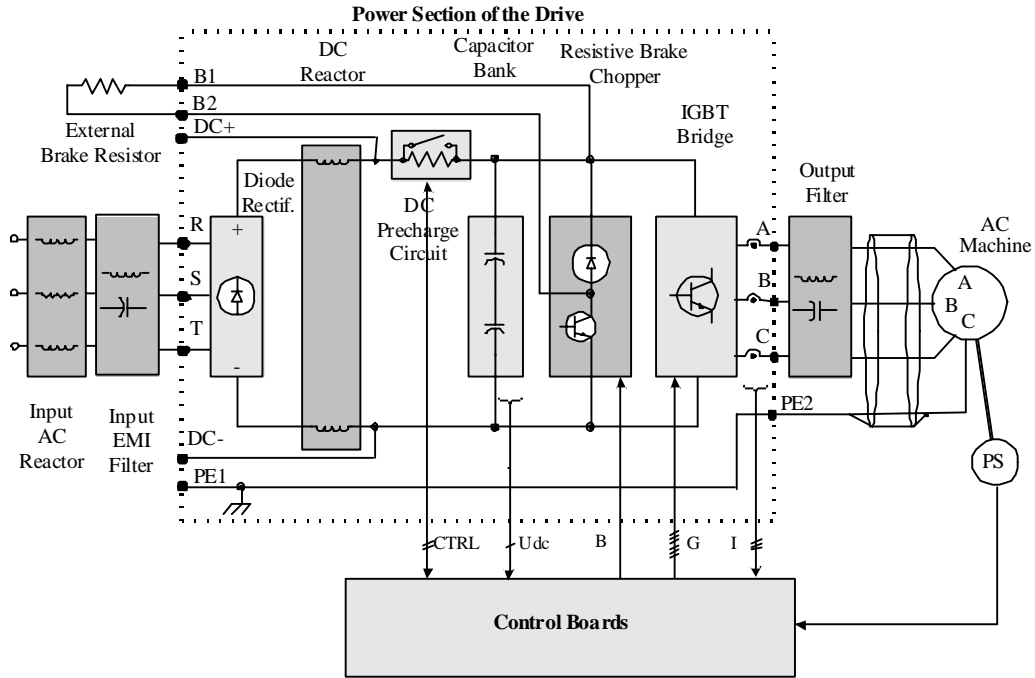 Power Section of the Drive
DC
Reactor
Capacitor
Bank
Resistive Brake
Chopper
IGBT
Bridge
B1
B2
DC+
External
Brake Resistor
Diode
Rectif.
DC
Precharge
Circuit
Output
Filter
AC
Machine
R
S
T
+
-
A
B
C
A
B
C
Input
AC
Reactor
Input
EMI
Filter
DC-
PE1
PE2
PS
CTRL
Udc
B
G
I
Control Boards